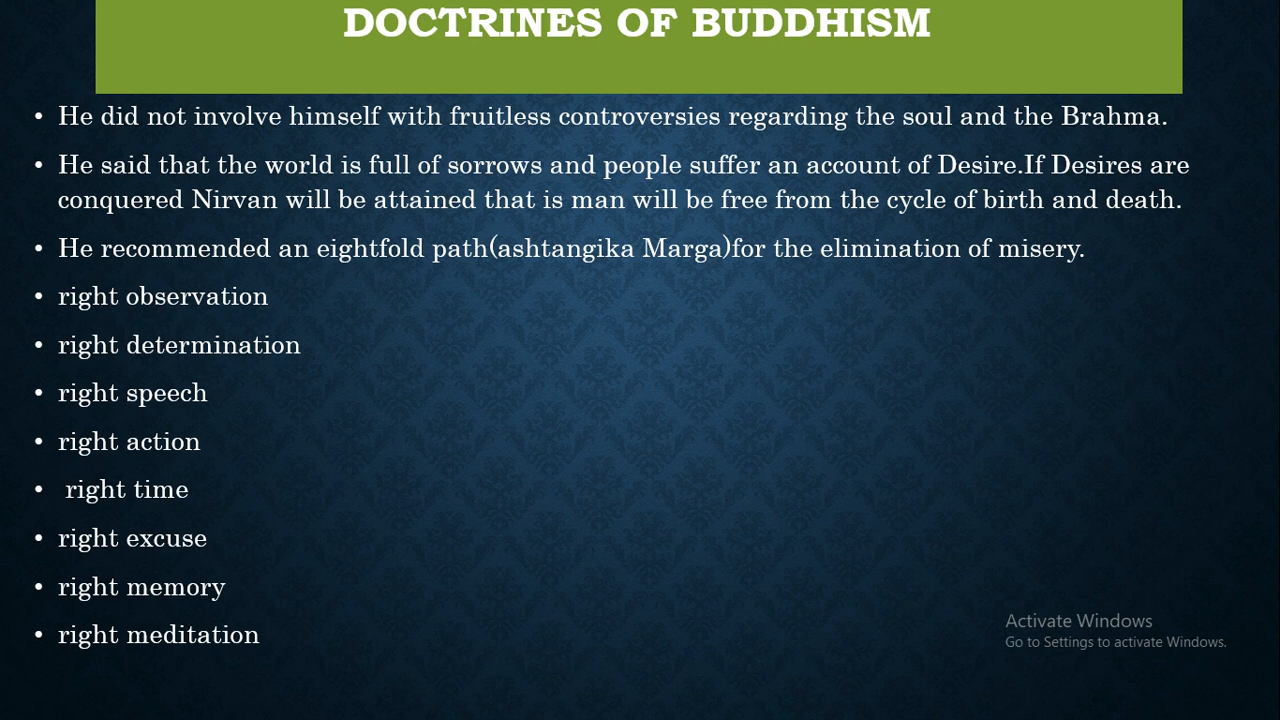 DOCTRINES OF BUDDHISM
• He did not involve himself with fruitless controversies regarding the soul and the Brahma.
• He said that the world is full of sorrows and people suffer an account of Desire.If Desires are
conquered Nirvan will be attained that is man will be free from the cycle of birth and death.
• He recommended an eightfold path(ashtangika Marga)for the elimination of misery.
• right observation
• right determination
• right speech
• right action
• right time
• right excuse
• right memory
• right meditation
Activate Windows
Go to Settings to activate Windows.